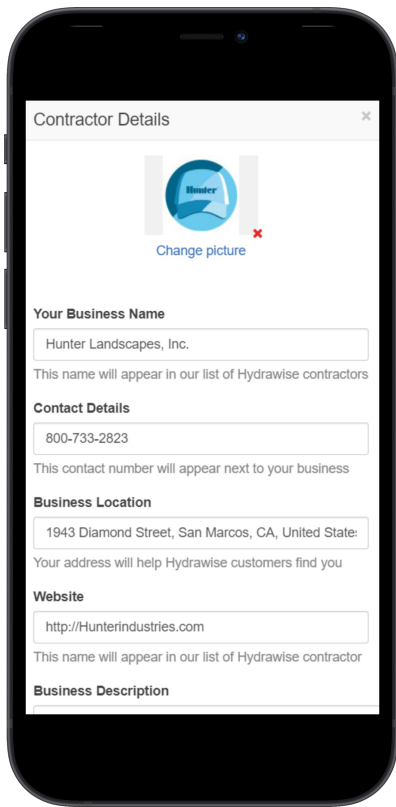 Contractor Details
×
Hunter
Change picture
Your Business Name
Hunter Landscapes, Inc.
This name will appear in our list of Hydrawise contractors
Contact Details
800-733-2823
This contact number will appear next to your business
Business Location
1943 Diamond Street, San Marcos, CA, United States
Your address will help Hydrawise customers find you
Website
http://Hunterindustries.com
This name will appear in our list of Hydrawise contractor
Business Description